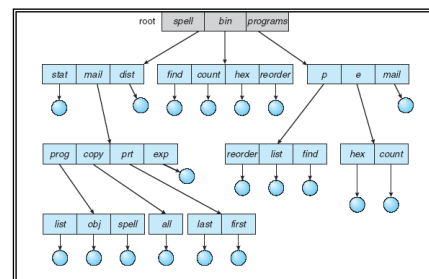 root spell bin programs
stat mail dist find count hex reorder p e mail
prog copy prt exp reorder list find hex count
list obj spell all last first